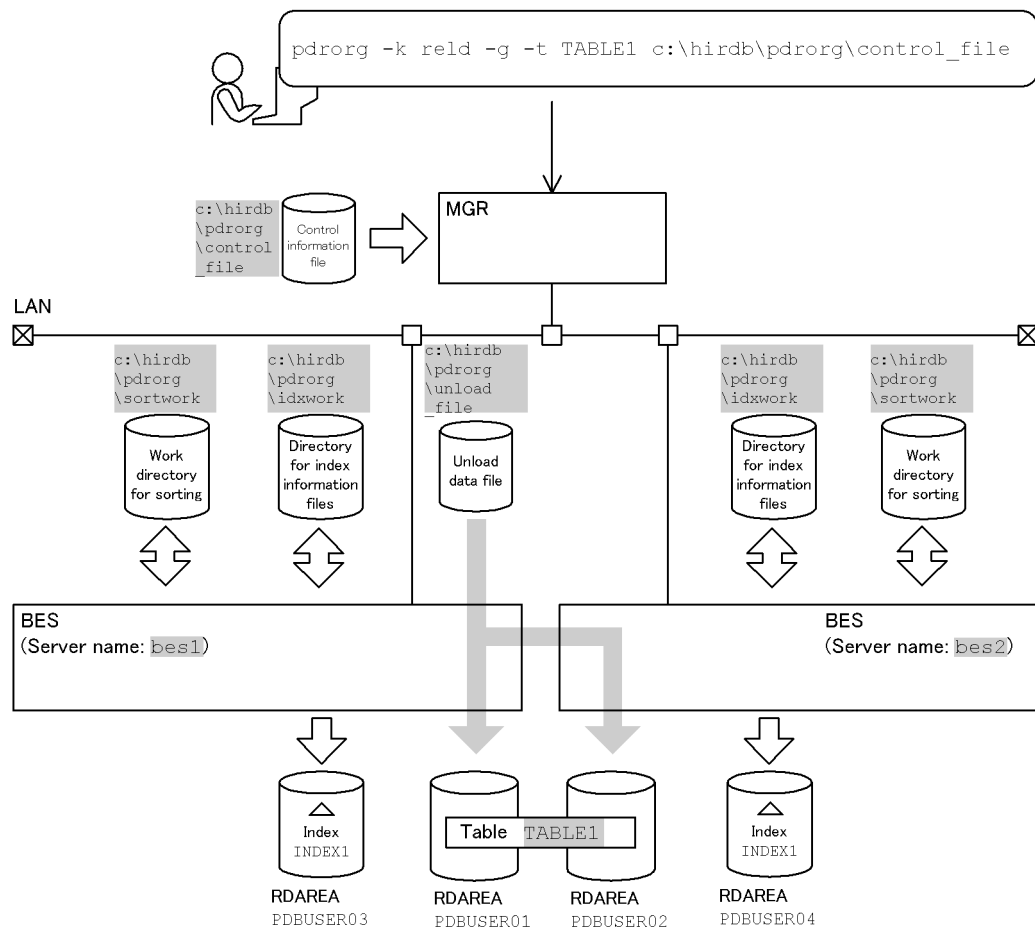 pdrorg -k reld -g -t TABLE1 c:\hirdb\pdrorg\control_file
MGR
c:\hirdb
\pdrorg
\control
_file
Control
information
file
LAN
c:\hirdb
\pdrorg
\sortwork
c:\hirdb
\pdrorg
\idxwork
c:\hirdb
\pdrorg
\unload
_file
c:\hirdb
\pdrorg
\idxwork
c:\hirdb
\pdrorg
\sortwork
Work
directory
for sorting
Directory
for index
information
files
Unload
data file
Directory
for index
information
files
Work
directory
for sorting
BES
(Server name: bes1)
BES
(Server name: bes2)
Index
INDEX1
Table TABLE1
Index
INDEX1
RDAREA
PDBUSER03
RDAREA
PDBUSER01
RDAREA
PDBUSER02
RDAREA
PDBUSER04